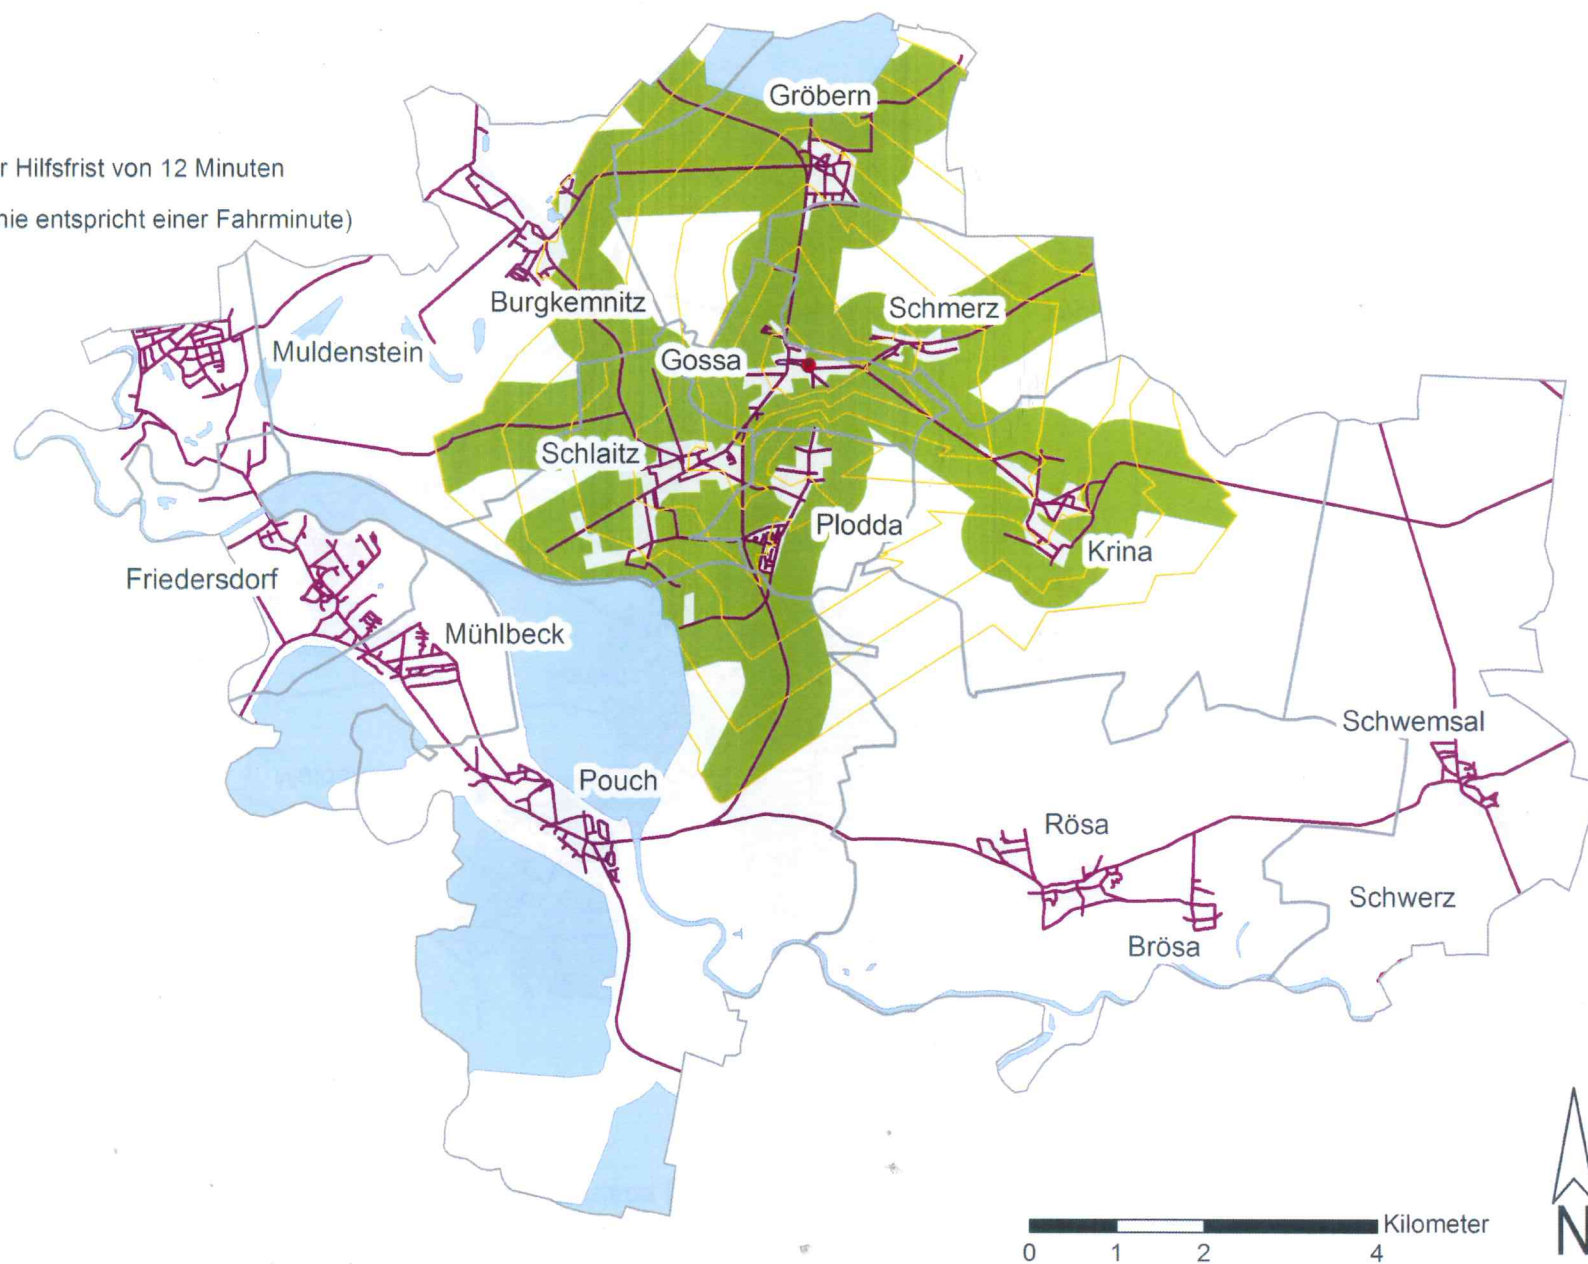 Gröbern
r Hilfsfrist von 12 Minuten
nie entspricht einer Fahrminute)
Burgkemnitz
Schmerz
Muldenstein
Gossa
Schlaitz
Plodda
Krina
Friedersdorf
Mühlbeck
Schwemsal
Pouch
Rösa
Schwerz
Brösa
Kilometer
0 1 2 4
N